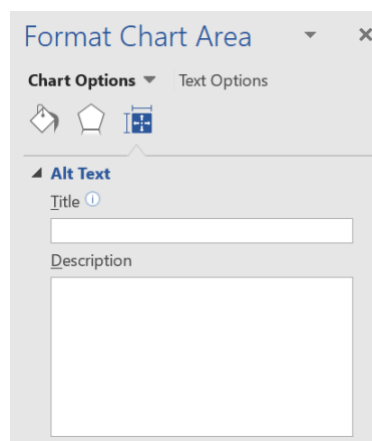 Format Chart Area
Chart Options Text Options
Alt Text
Title
Description